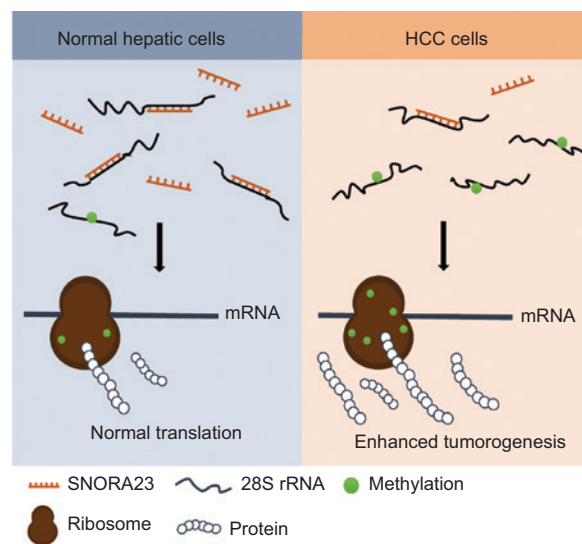 Normal hepatic cells
HCC cells
mRNA
mRNA
Normal translation
Enhanced tumorogenesis
SNORA23
28S rRNA
Methylation
Ribosome
Protein